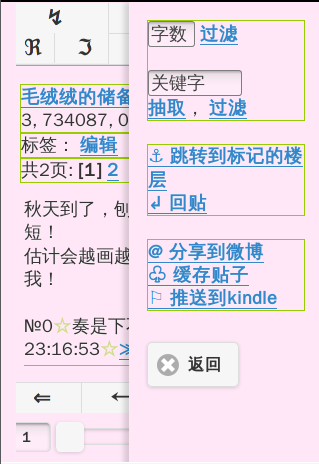 ℜ
ℑ
毛绒绒的储备
3, 734087, 0
标签： 编辑
共2页: [1] 2
秋天到了，
短！
估计会越画越
我！
№0☆奏是下
23:16:53☆≫
⇐
←
1
字数 过滤
关键字
抽取， 过滤
⚓ 跳转到标记的楼
层
↲ 回贴
@ 分享到微博
♧ 缓存贴子
⚐ 推送到kindle
返回